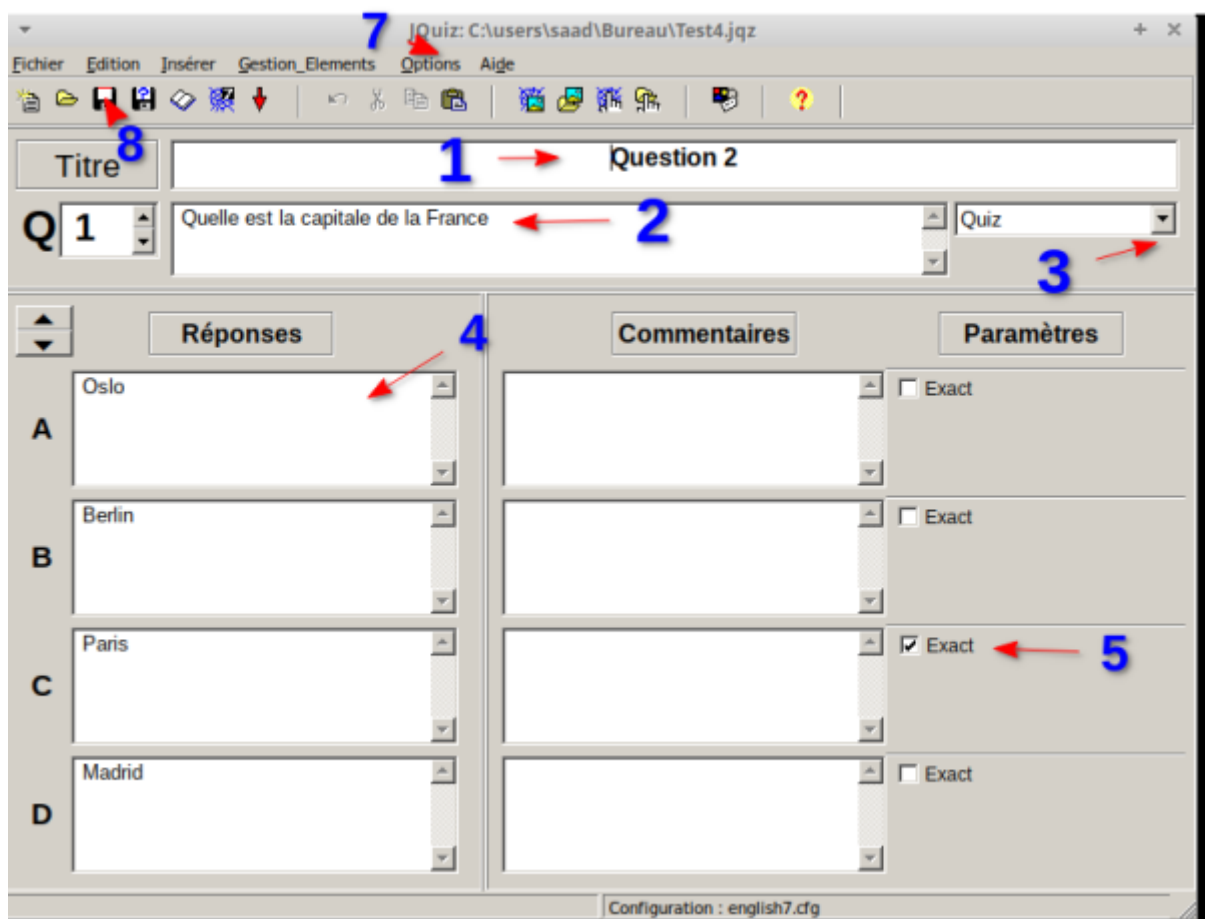 7
JQuiz: C:\users\saad\Bureau\Test4.jqz
Fichier Edition Insérer Gestion_Elements Options Aide
8
Titre 1 Question 2
Q 1 Quelle est la capitale de la France 2 Quiz
3
Réponses 4 Commentaires Paramètres
A Oslo Exact
B Berlin Exact
C Paris Exact 5
D Madrid Exact
Configuration : english7.cfg